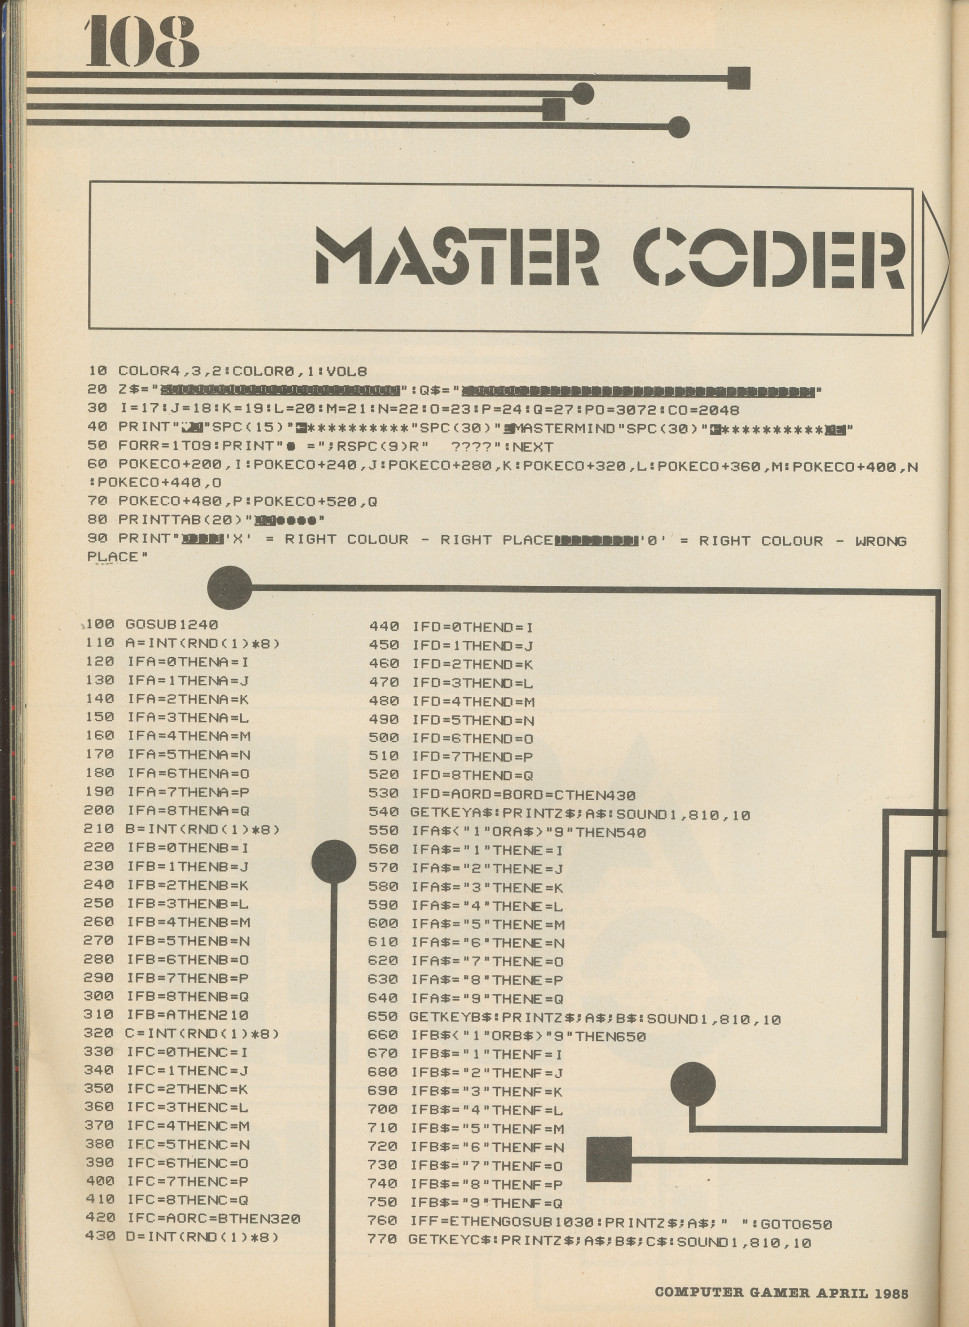 108
MASTER CODER
10 COLOR4,3,2:COLOR0,1:VOL8
20 Z$="":Q$=""
30 I=17:J=18:K=19:L=20:M=21:N=22:O=23:P=24:Q=27:PO=3072:CO=2048
40 PRINT""SPC(15)"**********"SPC(30)"MASTERMIND"SPC(30)"**********"
50 FORR=1TO9:PRINT"● =";RSPC(9)R"  ????":NEXT
60 POKECO+200,I:POKECO+240,J:POKECO+280,K:POKECO+320,L:POKECO+360,M:POKECO+400,N
:POKECO+440,O
70 POKECO+480,P:POKECO+520,Q
80 PRINTTAB(20)"●●●●"
90 PRINT"'X' = RIGHT COLOUR - RIGHT PLACE'0' = RIGHT COLOUR - WRONG
PLACE"
100 GOSUB1240
110 A=INT(RND(1)*8)
120 IFA=0THENA=I
130 IFA=1THENA=J
140 IFA=2THENA=K
150 IFA=3THENA=L
160 IFA=4THENA=M
170 IFA=5THENA=N
180 IFA=6THENA=O
190 IFA=7THENA=P
200 IFA=8THENA=Q
210 B=INT(RND(1)*8)
220 IFB=0THENB=I
230 IFB=1THENB=J
240 IFB=2THENB=K
250 IFB=3THENB=L
260 IFB=4THENB=M
270 IFB=5THENB=N
280 IFB=6THENB=O
290 IFB=7THENB=P
300 IFB=8THENB=Q
310 IFB=ATHEN210
320 C=INT(RND(1)*8)
330 IFC=0THENC=I
340 IFC=1THENC=J
350 IFC=2THENC=K
360 IFC=3THENC=L
370 IFC=4THENC=M
380 IFC=5THENC=N
390 IFC=6THENC=O
400 IFC=7THENC=P
410 IFC=8THENC=Q
420 IFC=AORC=BTHEN320
430 D=INT(RND(1)*8)
440 IFD=0THEND=I
450 IFD=1THEND=J
460 IFD=2THEND=K
470 IFD=3THEND=L
480 IFD=4THEND=M
490 IFD=5THEND=N
500 IFD=6THEND=O
510 IFD=7THEND=P
520 IFD=8THEND=Q
530 IFD=AORD=BORD=CTHEN430
540 GETKEYA$:PRINTZ$;A$:SOUND1,810,10
550 IFA$<"1"ORA$>"9"THEN540
560 IFA$="1"THENE=I
570 IFA$="2"THENE=J
580 IFA$="3"THENE=K
590 IFA$="4"THENE=L
600 IFA$="5"THENE=M
610 IFA$="6"THENE=N
620 IFA$="7"THENE=O
630 IFA$="8"THENE=P
640 IFA$="9"THENE=Q
650 GETKEYB$:PRINTZ$;A$;B$:SOUND1,810,10
660 IFB$<"1"ORB$>"9"THEN650
670 IFB$="1"THENF=I
680 IFB$="2"THENF=J
690 IFB$="3"THENF=K
700 IFB$="4"THENF=L
710 IFB$="5"THENF=M
720 IFB$="6"THENF=N
730 IFB$="7"THENF=O
740 IFB$="8"THENF=P
750 IFB$="9"THENF=Q
760 IFF=ETHENGOSUB1030:PRINTZ$;A$;" ":GOTO650
770 GETKEYC$:PRINTZ$;A$;B$;C$:SOUND1,810,10
COMPUTER GAMER APRIL 1985